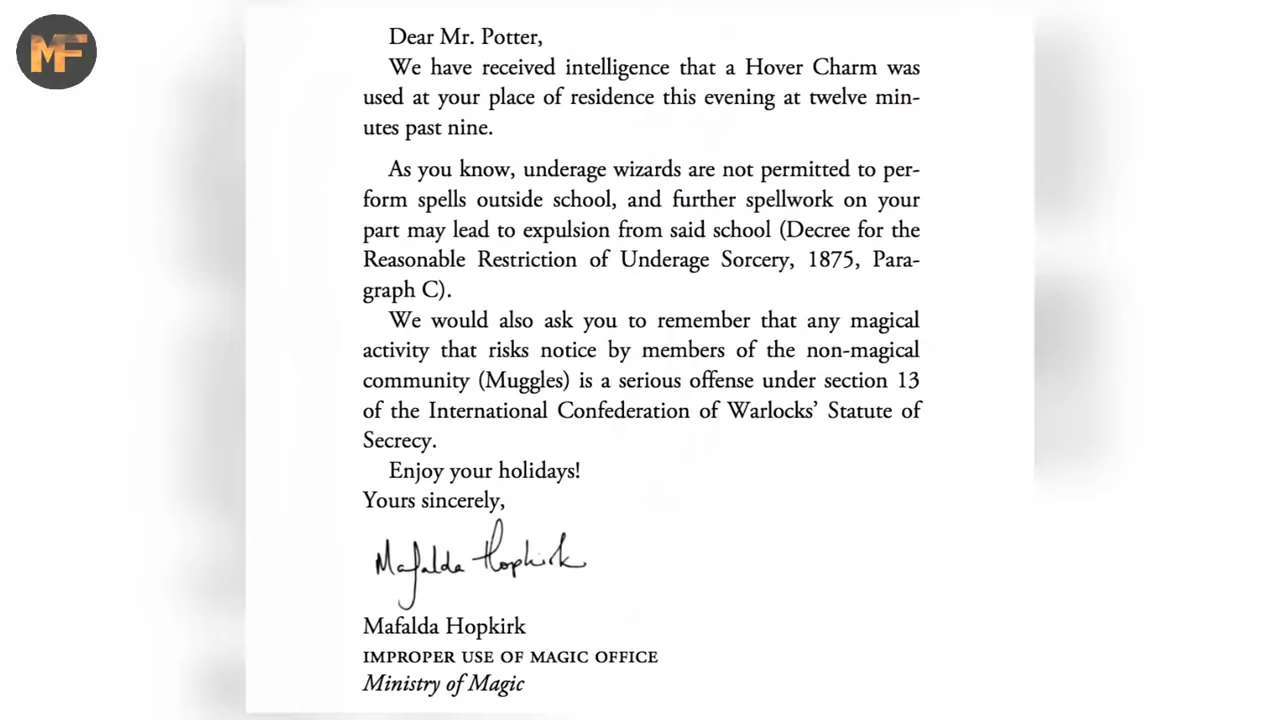 MF
Dear Mr. Potter,
We have received intelligence that a Hover Charm was
used at your place of residence this evening at twelve min-
utes past nine.
As you know, underage wizards are not permitted to per-
form spells outside school, and further spellwork on your
part may lead to expulsion from said school (Decree for the
Reasonable Restriction of Underage Sorcery, 1875, Para-
graph C).
We would also ask you to remember that any magical
activity that risks notice by members of the non-magical
community (Muggles) is a serious offense under section 13
of the International Confederation of Warlocks’ Statute of
Secrecy.
Enjoy your holidays!
Yours sincerely,
Mafalda Hopkirk
Mafalda Hopkirk
IMPROPER USE OF MAGIC OFFICE
Ministry of Magic